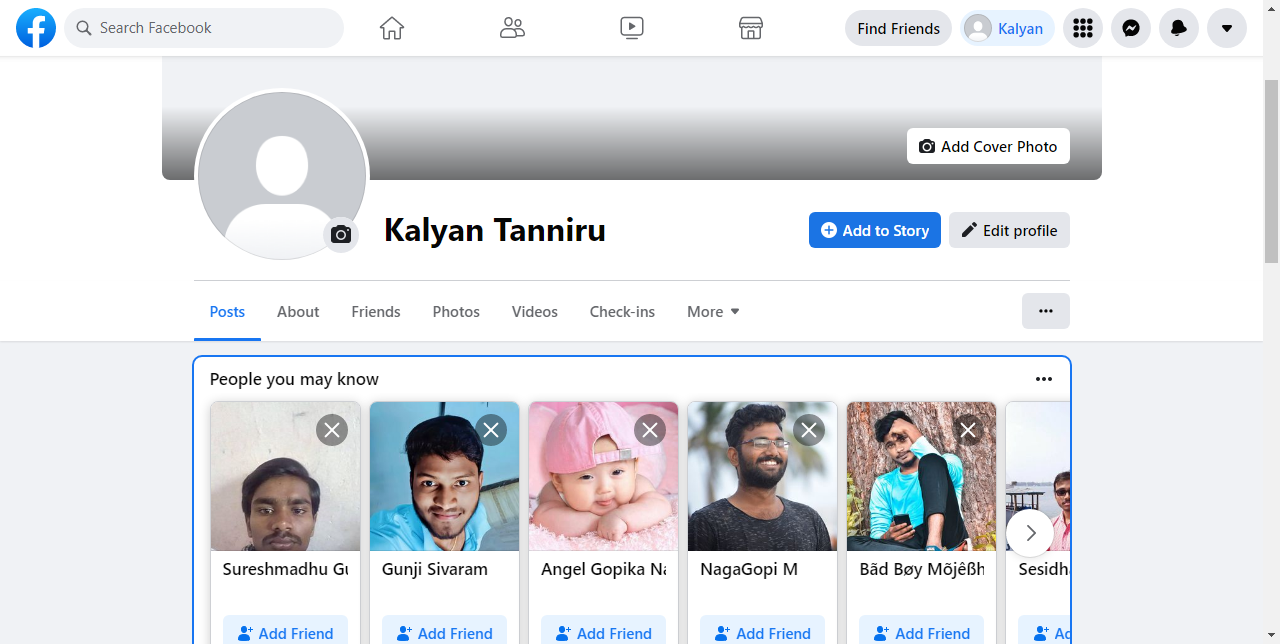 Search Facebook
Find Friends
Kalyan
Add Cover Photo
Kalyan Tanniru
Add to Story
Edit profile
Posts About Friends Photos Videos Check-ins More
People you may know
Sureshmadhu Gu Gunji Sivaram Angel Gopika Na NagaGopi M Bãd Bøy Mõjêßh Sesidha
Add Friend Add Friend Add Friend Add Friend Add Friend Ad